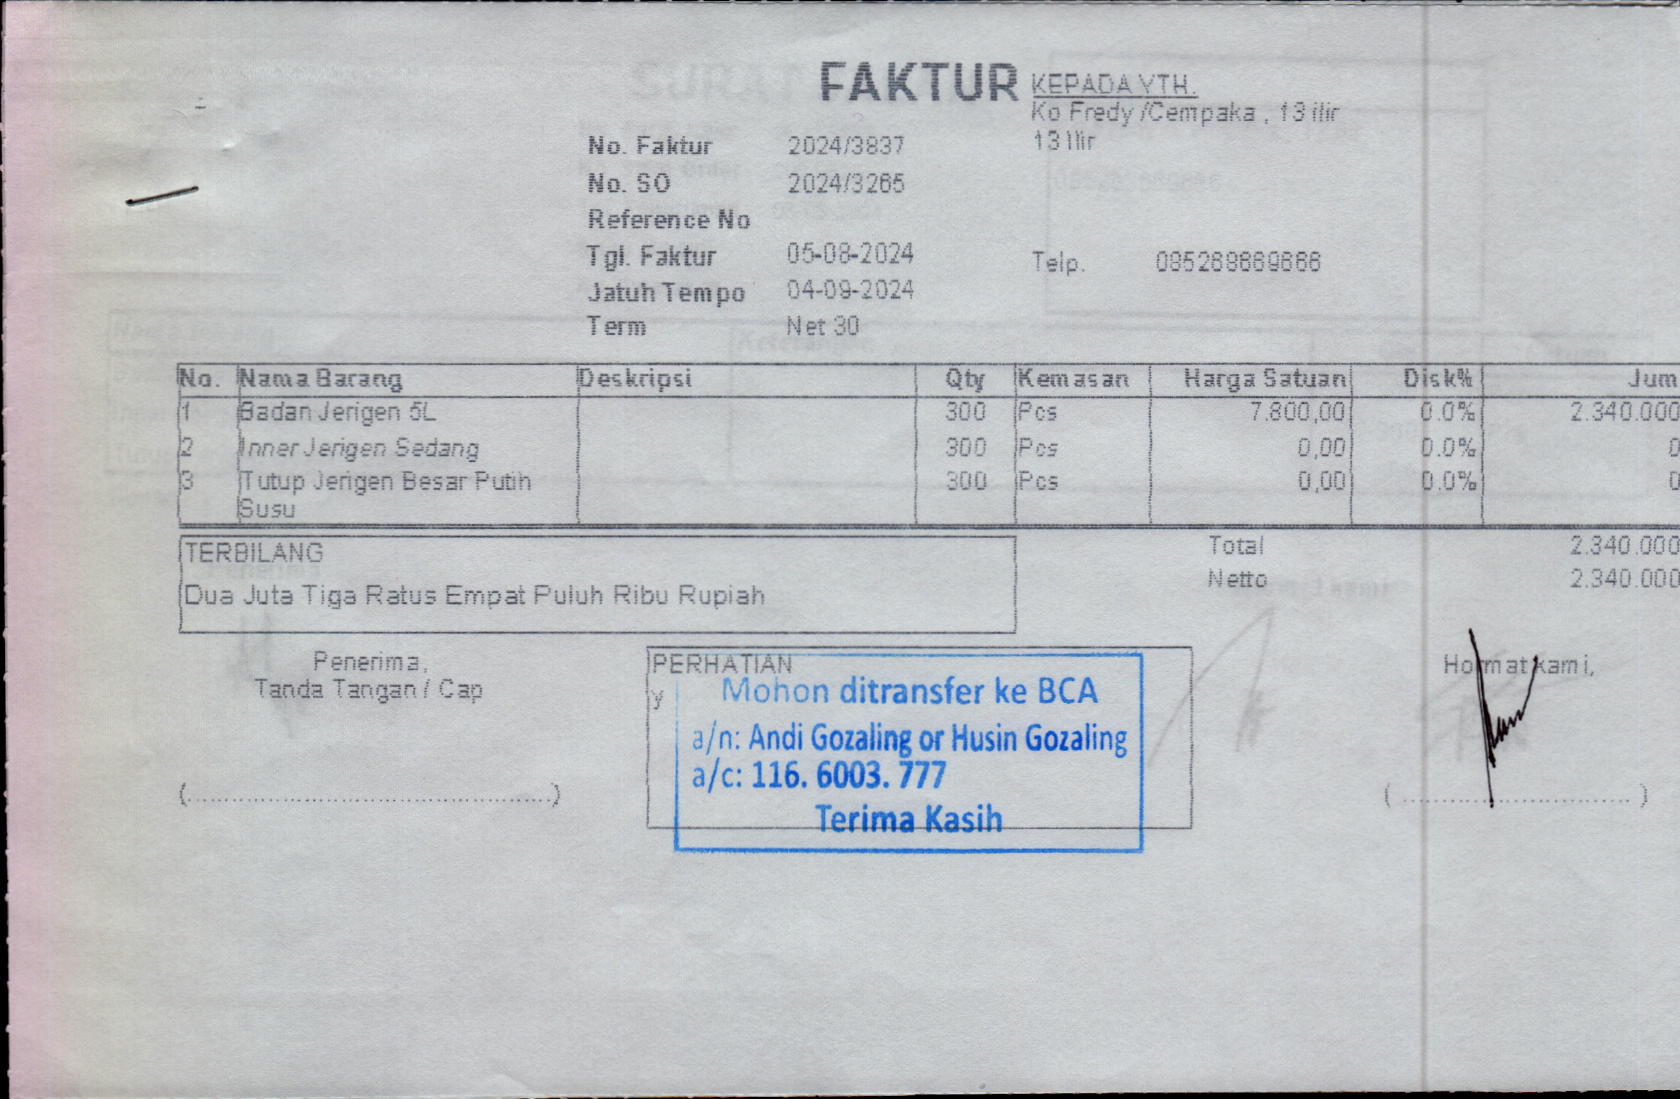 FAKTUR
KEPADA YTH.
Ko Fredy /Cempaka , 13 ilir
13 Ilir
No. Faktur 2024/3837
No. SO 2024/3265
Reference No
Tgl. Faktur 05-08-2024
Telp.
Jatuh Tempo 04-09-2024
Term Net 30
No. Nama Barang Deskripsi Qty Kemasan Harga Satuan Disk% Jum
1 Badan Jerigen 5L 300 Pcs 7.800,00 0.0% 2.340.000
2 Inner Jerigen Sedang 300 Pcs 0,00 0.0% 0
3 Tutup Jerigen Besar Putih 300 Pcs 0,00 0.0% 0
Susu
TERBILANG
Dua Juta Tiga Ratus Empat Puluh Ribu Rupiah
Total 2.340.000
Netto 2.340.000
Penerima,
Tanda Tangan / Cap
(....................................................)
PERHATIAN
y
Mohon ditransfer ke BCA
a/n: Andi Gozaling or Husin Gozaling
a/c: 116. 6003. 777
Terima Kasih
Hormat kami,
( ................................ )